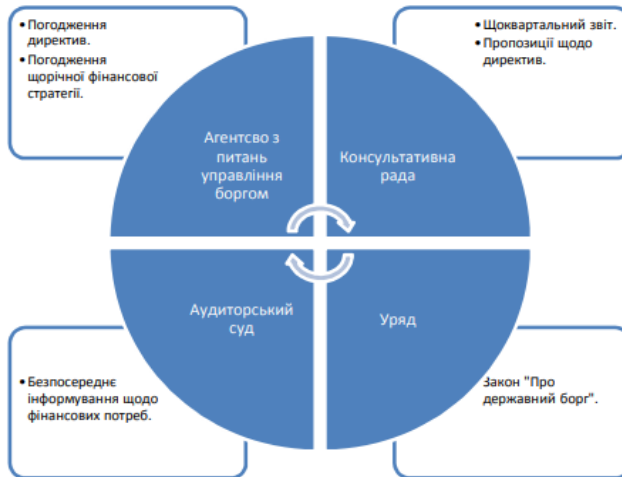 •Погодження
директив.
•Погодження
щорічної фінансової
стратегії.
•Щоквартальний звіт.
•Пропозиції щодо
директив.
Агентсво з
питань
управління
боргом
Консультативна
рада
Аудиторський
суд
Уряд
•Безпосереднє
інформування щодо
фінансових потреб.
Закон "Про
державний борг".